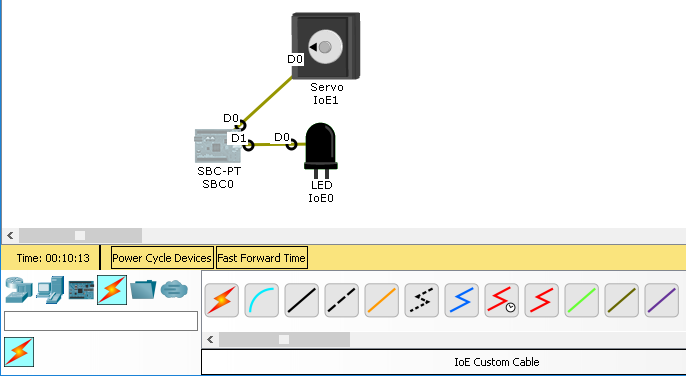 D0
Servo
IoE1
D0
D1
D0
SBC-PT
SBC0
LED
IoE0
Time: 00:10:13
Power Cycle Devices
Fast Forward Time
IoE Custom Cable